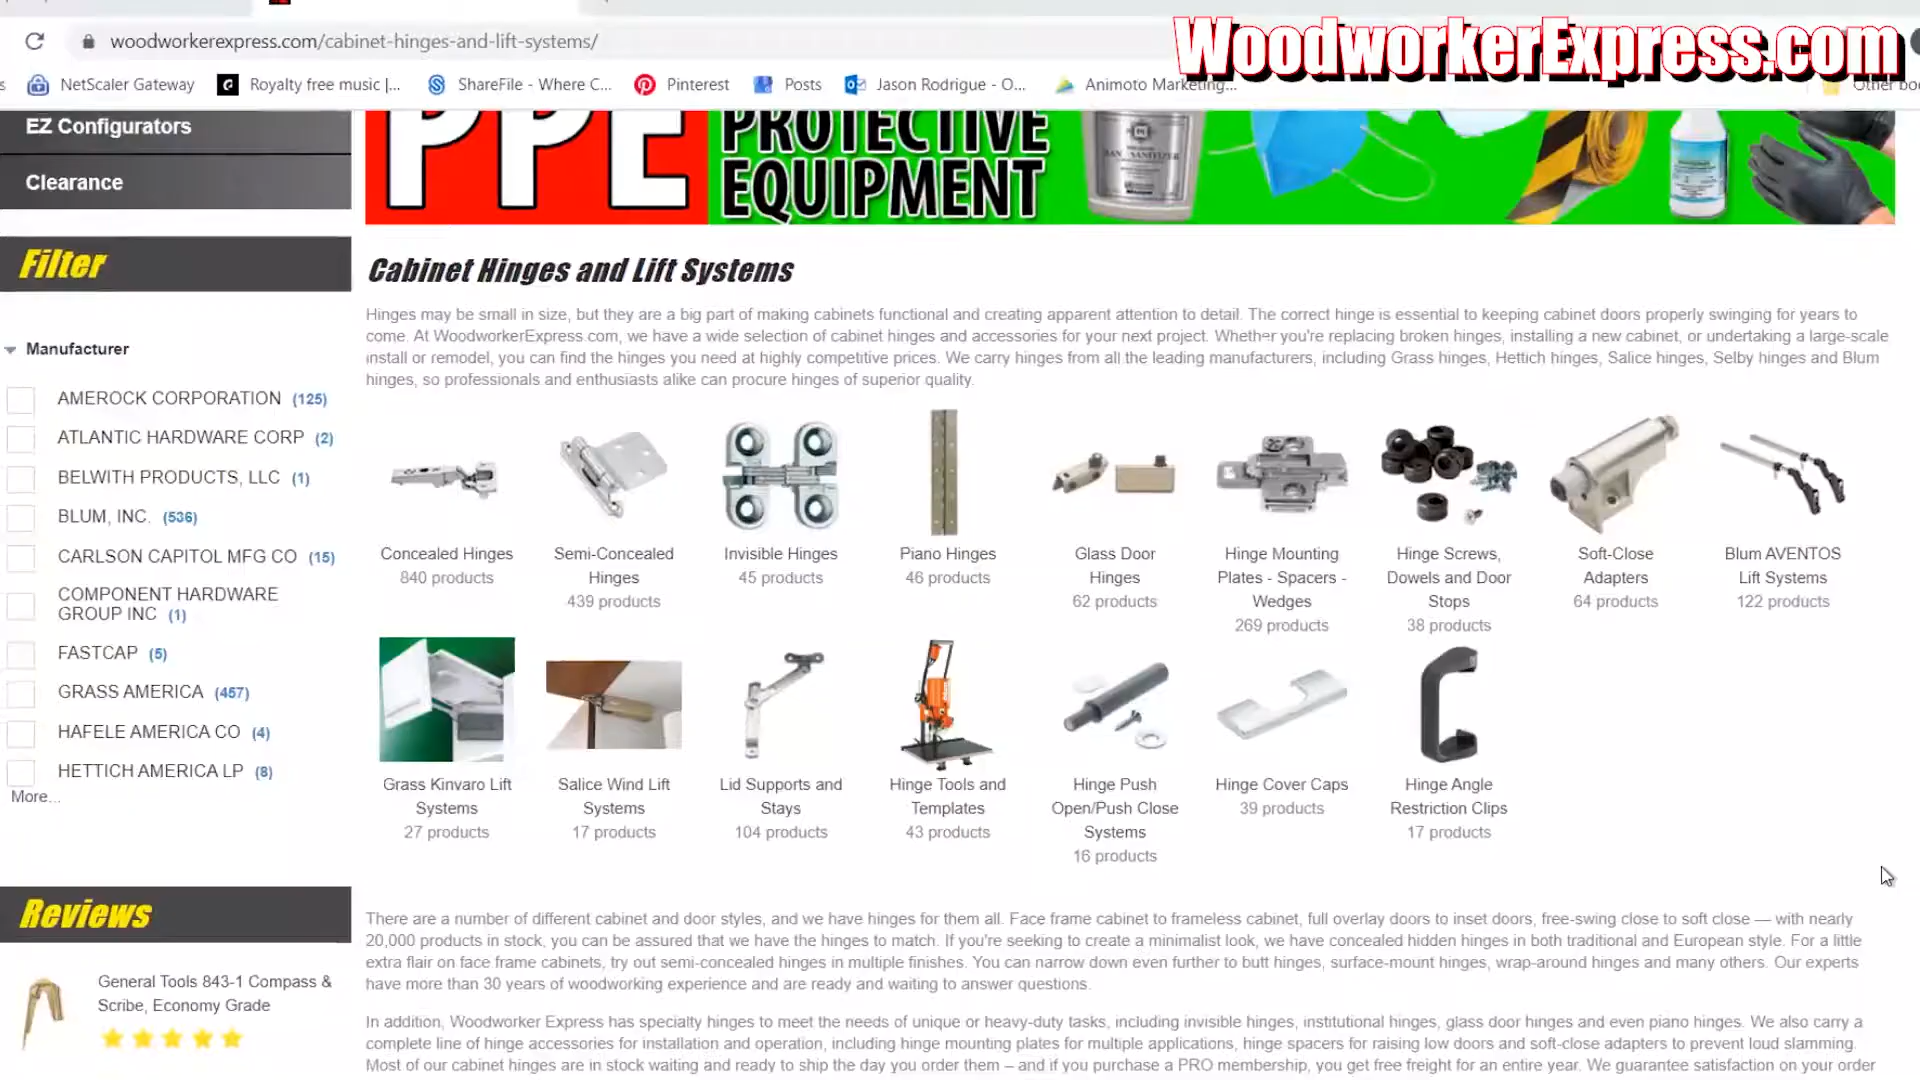 WoodworkerExpress.com
woodworkerexpress.com/cabinet-hinges-and-lift-systems/
s NetScaler Gateway Royalty free music |... ShareFile - Where C... Pinterest Posts Jason Rodrigue - O... Animoto Marketing... Other boo
EZ Configurators
Clearance
PPE PROTECTIVE
EQUIPMENT
Filter
Manufacturer
AMEROCK CORPORATION (125)
ATLANTIC HARDWARE CORP (2)
BELWITH PRODUCTS, LLC (1)
BLUM, INC. (536)
CARLSON CAPITOL MFG CO (15)
COMPONENT HARDWARE
GROUP INC (1)
FASTCAP (5)
GRASS AMERICA (457)
HAFELE AMERICA CO (4)
HETTICH AMERICA LP (8)
More...
Reviews
General Tools 843-1 Compass &
Scribe, Economy Grade
Cabinet Hinges and Lift Systems
Hinges may be small in size, but they are a big part of making cabinets functional and creating apparent attention to detail. The correct hinge is essential to keeping cabinet doors properly swinging for years to
come. At WoodworkerExpress.com, we have a wide selection of cabinet hinges and accessories for your next project. Whether you're replacing broken hinges, installing a new cabinet, or undertaking a large-scale
install or remodel, you can find the hinges you need at highly competitive prices. We carry hinges from all the leading manufacturers, including Grass hinges, Hettich hinges, Salice hinges, Selby hinges and Blum
hinges, so professionals and enthusiasts alike can procure hinges of superior quality.
Concealed Hinges
840 products
Semi-Concealed
Hinges
439 products
Invisible Hinges
45 products
Piano Hinges
46 products
Glass Door
Hinges
62 products
Hinge Mounting
Plates - Spacers -
Wedges
269 products
Hinge Screws,
Dowels and Door
Stops
38 products
Soft-Close
Adapters
64 products
Blum AVENTOS
Lift Systems
122 products
Grass Kinvaro Lift
Systems
27 products
Salice Wind Lift
Systems
17 products
Lid Supports and
Stays
104 products
Hinge Tools and
Templates
43 products
Hinge Push
Open/Push Close
Systems
16 products
Hinge Cover Caps
39 products
Hinge Angle
Restriction Clips
17 products
There are a number of different cabinet and door styles, and we have hinges for them all. Face frame cabinet to frameless cabinet, full overlay doors to inset doors, free-swing close to soft close — with nearly
20,000 products in stock, you can be assured that we have the hinges to match. If you're seeking to create a minimalist look, we have concealed hidden hinges in both traditional and European style. For a little
extra flair on face frame cabinets, try out semi-concealed hinges in multiple finishes. You can narrow down even further to butt hinges, surface-mount hinges, wrap-around hinges and many others. Our experts
have more than 30 years of woodworking experience and are ready and waiting to answer questions.
In addition, Woodworker Express has specialty hinges to meet the needs of unique or heavy-duty tasks, including invisible hinges, institutional hinges, glass door hinges and even piano hinges. We also carry a
complete line of hinge accessories for installation and operation, including hinge mounting plates for multiple applications, hinge spacers for raising low doors and soft-close adapters to prevent loud slamming.
Most of our cabinet hinges are in stock waiting and ready to ship the day you order them – and if you purchase a PRO membership, you get free freight for an entire year. We guarantee satisfaction on your order